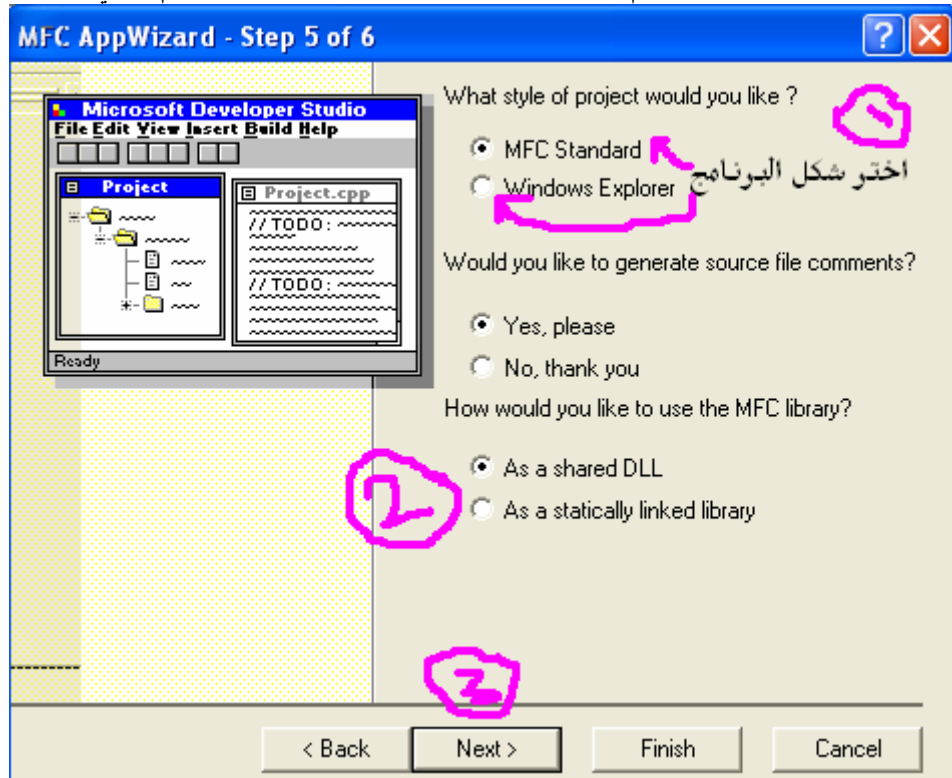 MFC AppWizard - Step 5 of 6
Microsoft Developer Studio
File Edit View Insert Build Help
Project
Project.cpp
// TODO:
// TODO:
Ready
What style of project would you like ?
1
MFC Standard
Windows Explorer
اختر شكل البرنامج
Would you like to generate source file comments?
Yes, please
No, thank you
How would you like to use the MFC library?
As a shared DLL
2
As a statically linked library
3
< Back
Next >
Finish
Cancel